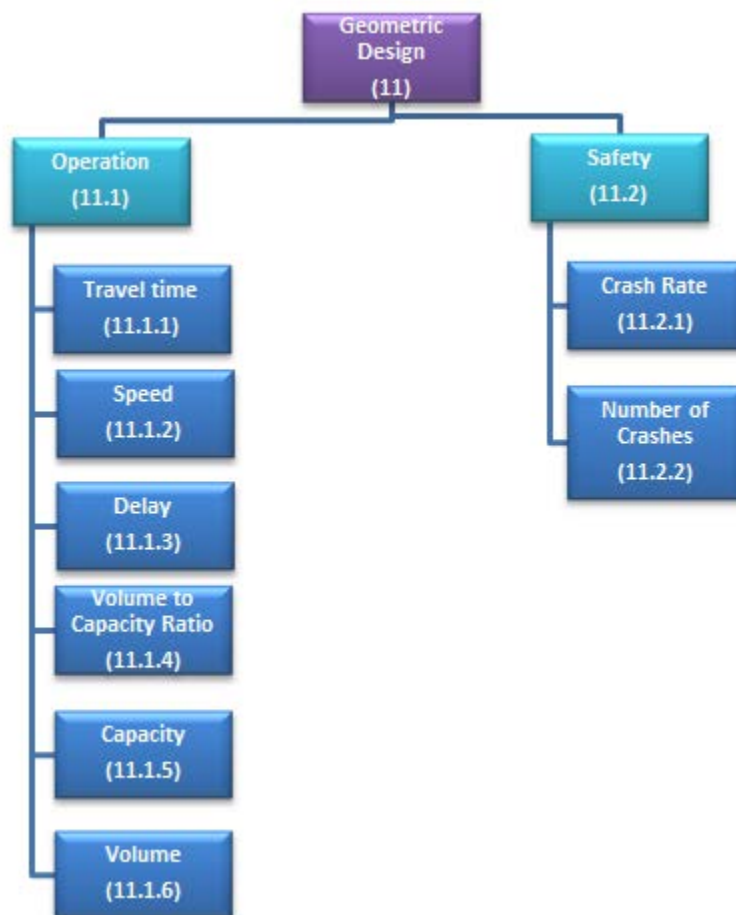 Geometric
Design
(11)
Operation
(11.1)
Safety
(11.2)
Travel time
(11.1.1)
Speed
(11.1.2)
Delay
(11.1.3)
Volume to
Capacity Ratio
(11.1.4)
Capacity
(11.1.5)
Volume
(11.1.6)
Crash Rate
(11.2.1)
Number of
Crashes
(11.2.2)